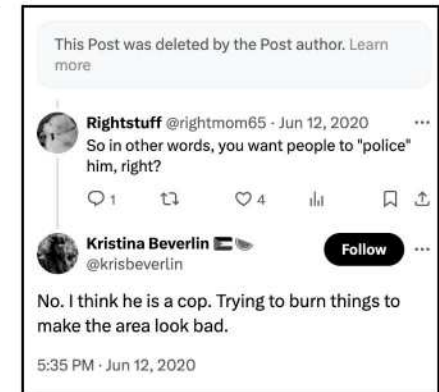 This Post was deleted by the Post author. Learn
more
Rightstuff @rightmom65 · Jun 12, 2020
So in other words, you want people to "police"
him, right?
1
4
Kristina Beverlin
Follow
@krisbeverlin
No. I think he is a cop. Trying to burn things to
make the area look bad.
5:35 PM · Jun 12, 2020